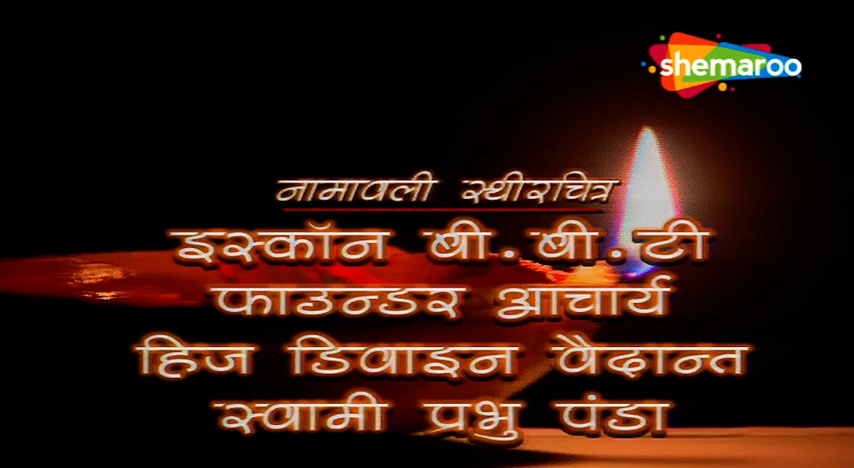 shemaroo
नामावली स्थीरचित्र
इस्कॉन बी.बी.टी
फाउन्डर आचार्य
हिज डिवाइन वैदान्त
स्वामी प्रभु पंडा